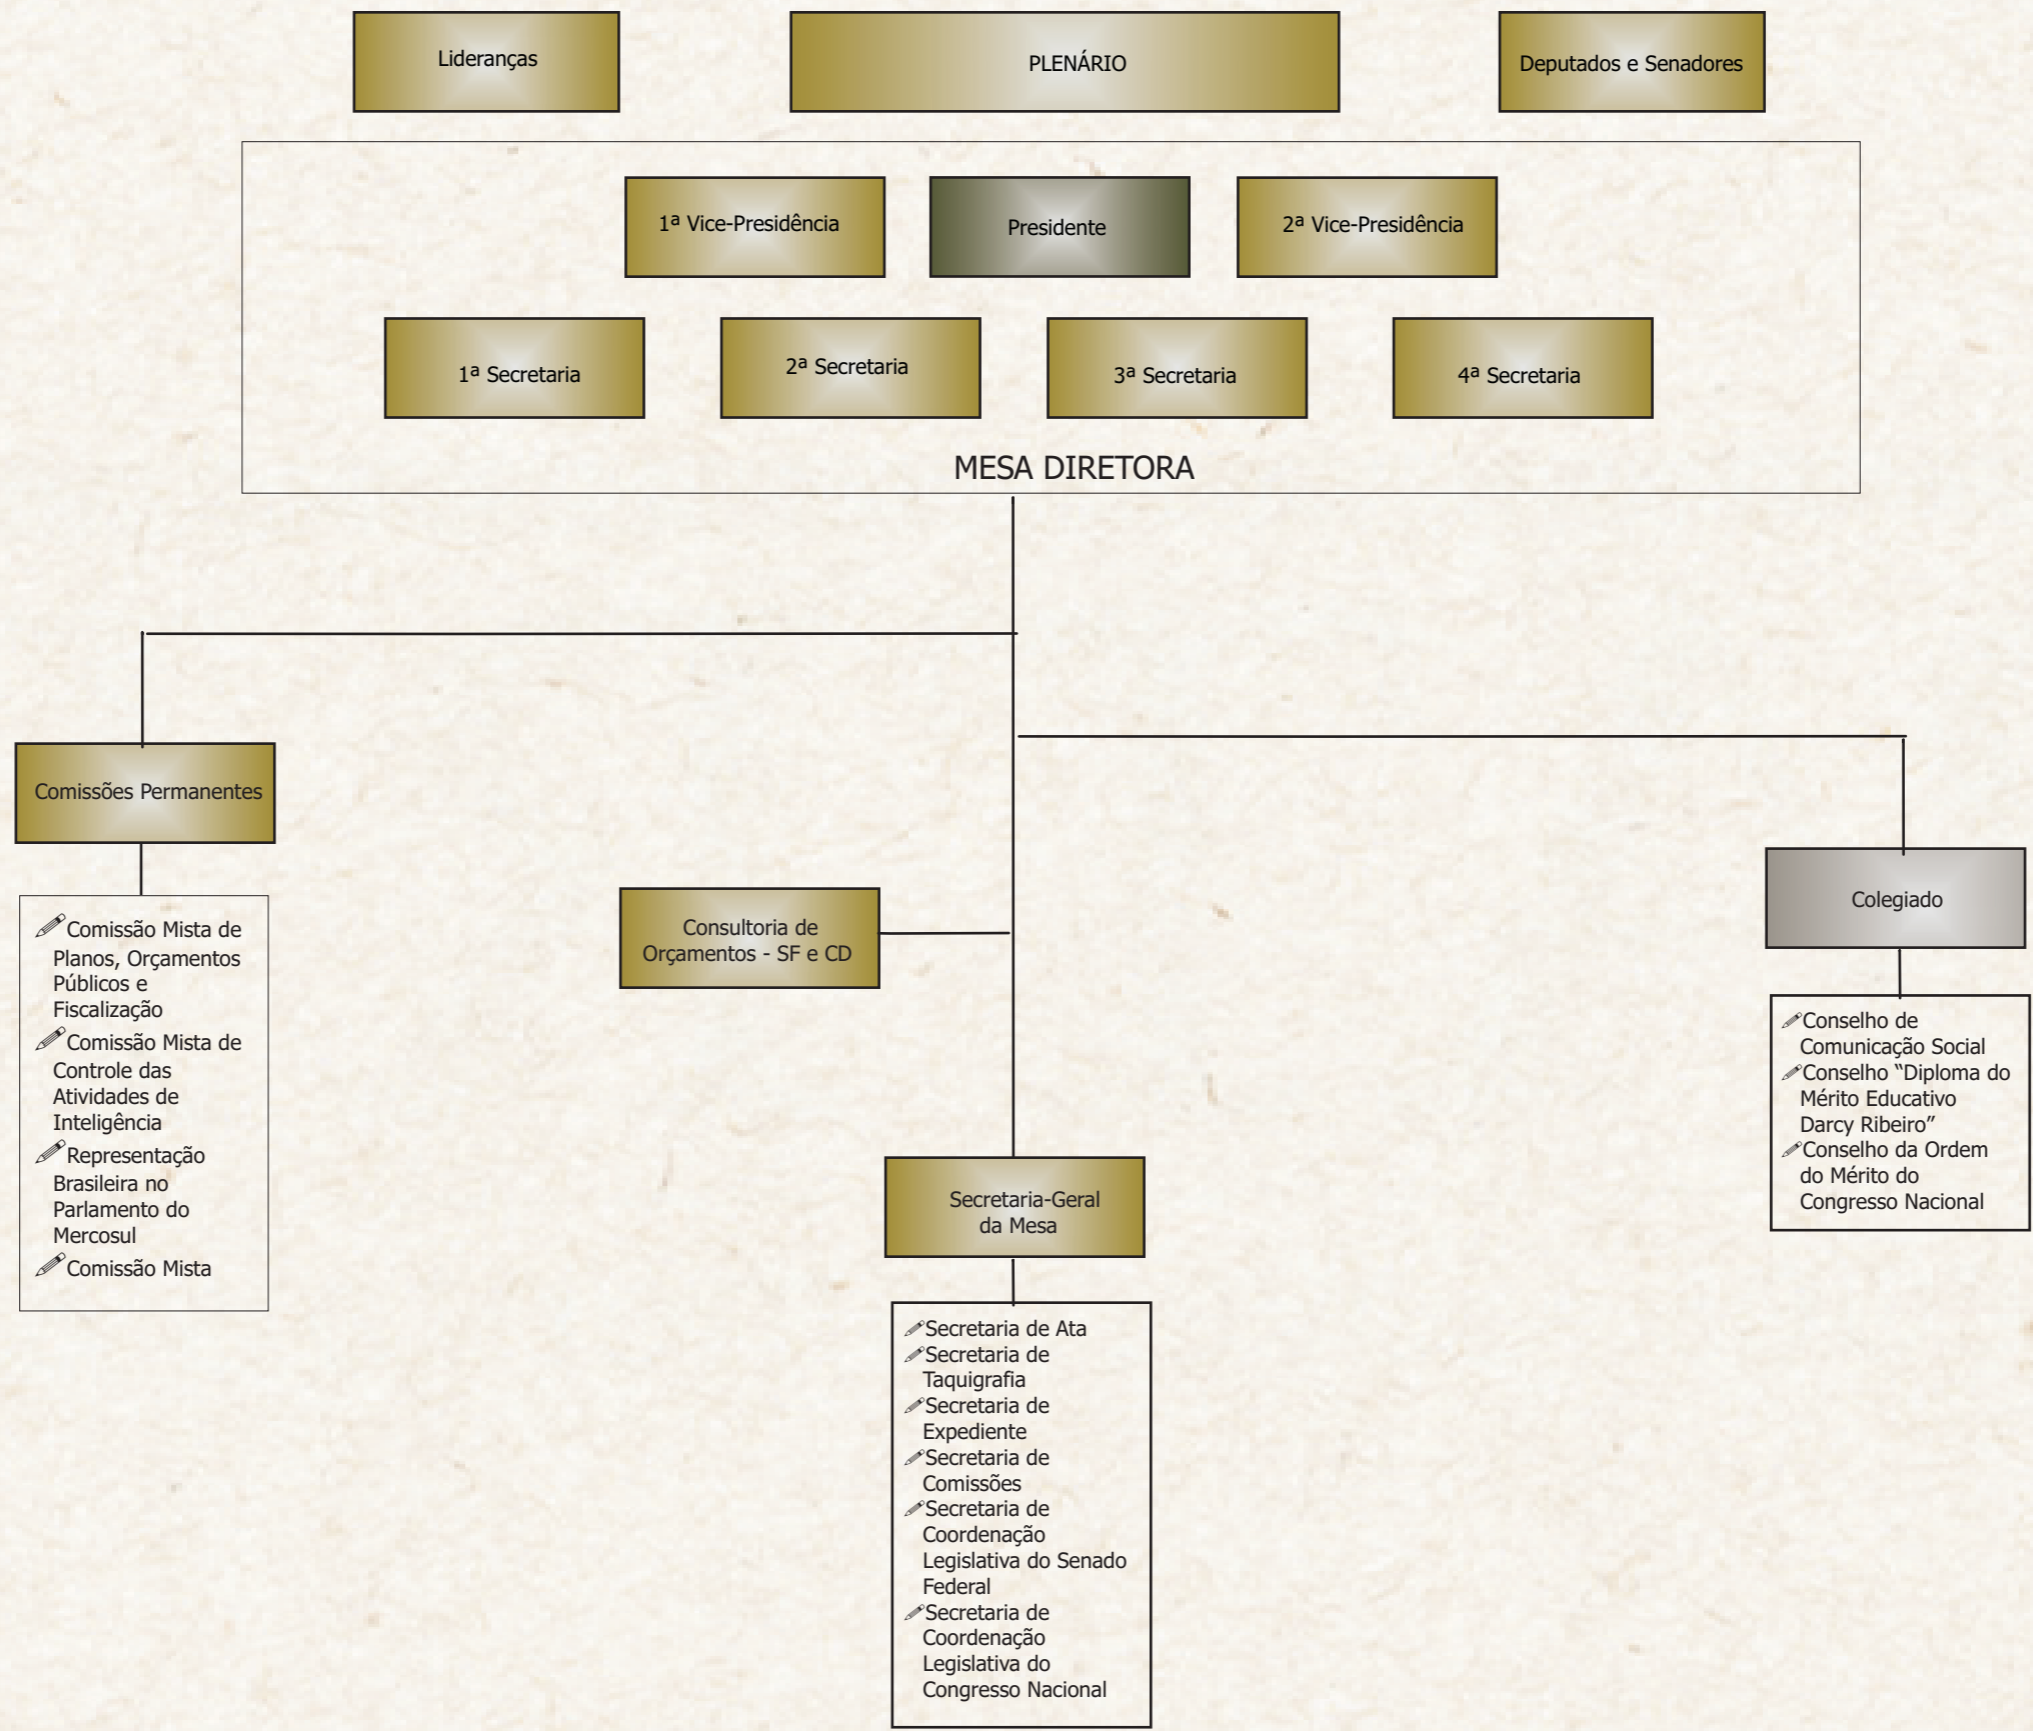 Lideranças
PLENÁRIO
Deputados e Senadores
1ª Vice-Presidência
Presidente
2ª Vice-Presidência
1ª Secretaria
2ª Secretaria
3ª Secretaria
4ª Secretaria
MESA DIRETORA
Comissões Permanentes
Comissão Mista de
Planos, Orçamentos
Públicos e
Fiscalização
Comissão Mista de
Controle das
Atividades de
Inteligência
Representação
Brasileira no
Parlamento do
Mercosul
Comissão Mista
Consultoria de
Orçamentos - SF e CD
Secretaria-Geral
da Mesa
Secretaria de Ata
Secretaria de
Taquigrafia
Secretaria de
Expediente
Secretaria de
Comissões
Secretaria de
Coordenação
Legislativa do Senado
Federal
Secretaria de
Coordenação
Legislativa do
Congresso Nacional
Colegiado
Conselho de
Comunicação Social
Conselho “Diploma do
Mérito Educativo
Darcy Ribeiro”
Conselho da Ordem
do Mérito do
Congresso Nacional